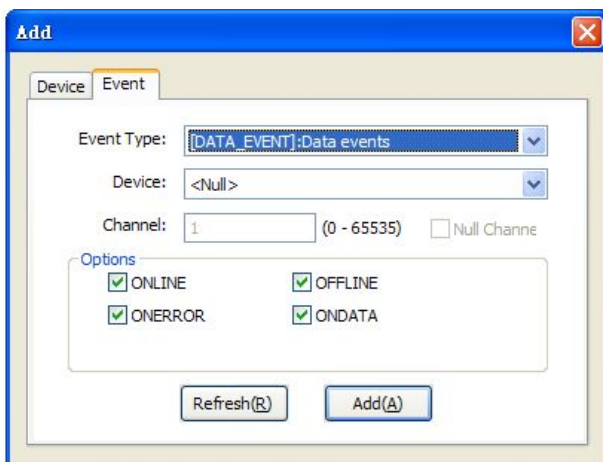 Add
Device Event
Event Type: [DATA_EVENT]:Data events
Device: <Null>
Channel: 1 (0 - 65535) Null Channe
Options
ONLINE OFFLINE
ONERROR ONDATA
Refresh(R) Add(A)